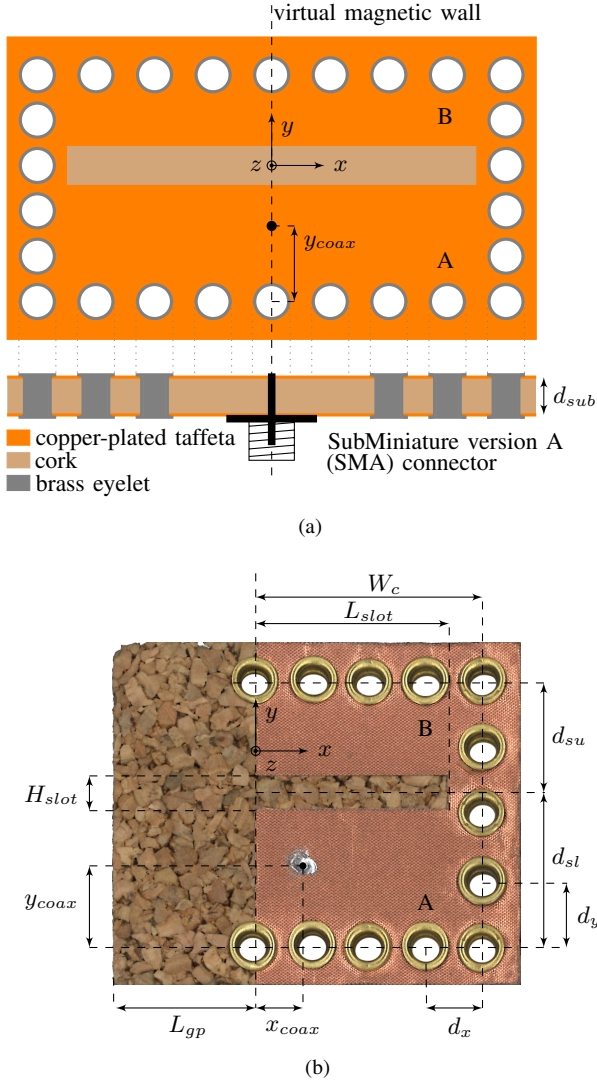 virtual magnetic wall
B
y
z
x
y_coax
A
d_sub
copper-plated taffeta
cork
brass eyelet
SubMiniature version A
(SMA) connector
(a)
W_c
L_slot
y
B
x
z
d_su
H_slot
d_sl
y_coax
A
d_y
L_gp
x_coax
d_x
(b)